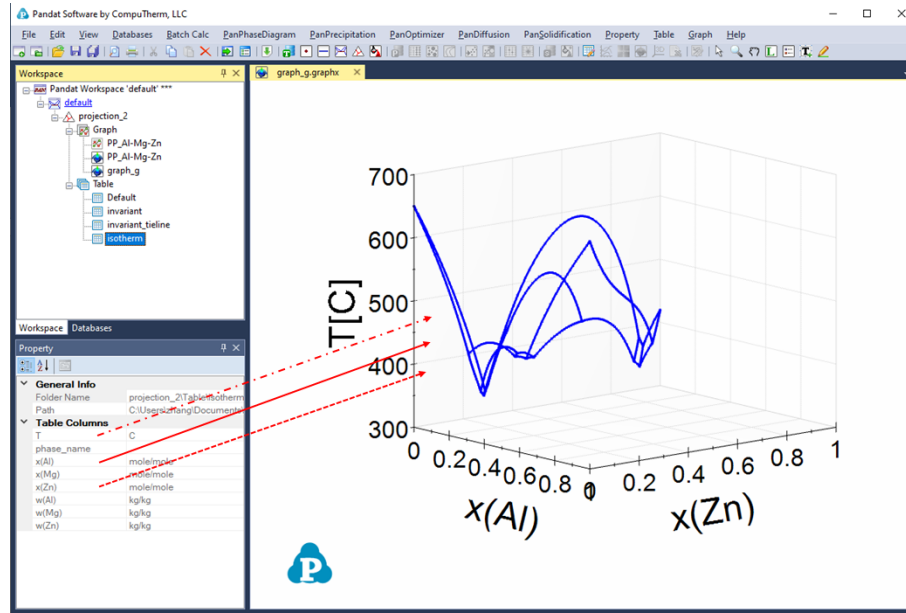 Pandat Software by CompuTherm, LLC
File Edit View Databases Batch Calc PanPhaseDiagram PanPrecipitation PanOptimizer PanDiffusion PanSolidification Property Table Graph Help
Workspace
graph_g.graphx
Pandat Workspace 'default' ***
default
projection_2
Graph
PP_Al-Mg-Zn
PP_Al-Mg-Zn
graph_g
Table
Default
invariant
invariant_tieline
isotherm
Workspace Databases
Property
General Info
Folder Name projection_2\Table\isotherm
Path C:\Users\zhang\Documents
Table Columns
T C
phase_name
x(Al) mole/mole
x(Mg) mole/mole
x(Zn) mole/mole
w(Al) kg/kg
w(Mg) kg/kg
w(Zn) kg/kg
700
600
500
400
300
T[C]
0 0.2 0.4 0.6 0.8
0 0.2 0.4 0.6 0.8 1
x(Al)
x(Zn)
P